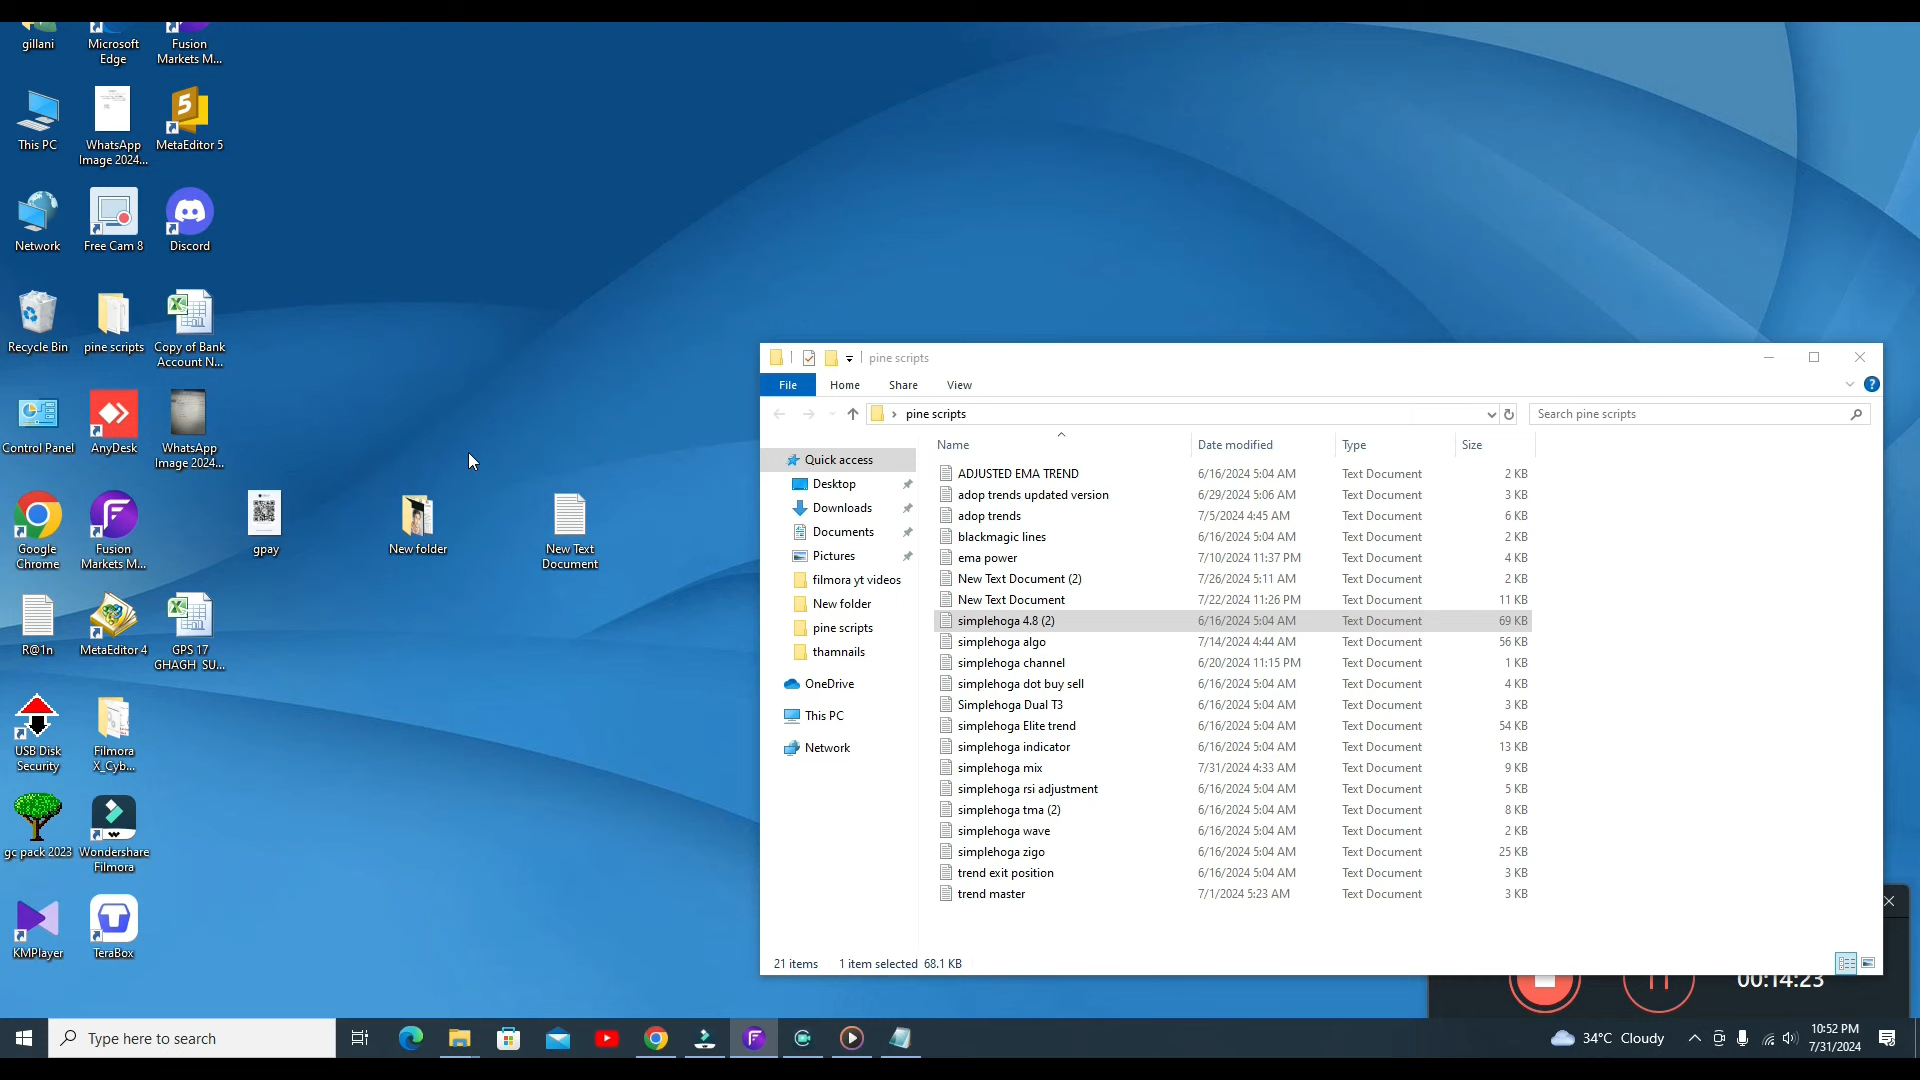 gillani
Microsoft
Edge
Fusion
Markets M...
This PC
WhatsApp
Image 2024...
MetaEditor 5
Network
Free Cam 8
Discord
Recycle Bin
pine scripts
Copy of Bank
Account N...
Control Panel
AnyDesk
WhatsApp
Image 2024...
Google
Chrome
Fusion
Markets M...
gpay
New folder
New Text
Document
R@1n
MetaEditor 4
GPS 17
GHAGH SU...
USB Disk
Security
Filmora
X_Cyb...
gc pack 2023
Wondershare
Filmora
KMPlayer
TeraBox
pine scripts
File Home Share View
pine scripts
Search pine scripts
Quick access
Desktop
Downloads
Documents
Pictures
filmora yt videos
New folder
pine scripts
thamnails
OneDrive
This PC
Network
Name Date modified Type Size
ADJUSTED EMA TREND 6/16/2024 5:04 AM Text Document 2 KB
adop trends updated version 6/29/2024 5:06 AM Text Document 3 KB
adop trends 7/5/2024 4:45 AM Text Document 6 KB
blackmagic lines 6/16/2024 5:04 AM Text Document 2 KB
ema power 7/10/2024 11:37 PM Text Document 4 KB
New Text Document (2) 7/26/2024 5:11 AM Text Document 2 KB
New Text Document 7/22/2024 11:26 PM Text Document 11 KB
simplehoga 4.8 (2) 6/16/2024 5:04 AM Text Document 69 KB
simplehoga algo 7/14/2024 4:44 AM Text Document 56 KB
simplehoga channel 6/20/2024 11:15 PM Text Document 1 KB
simplehoga dot buy sell 6/16/2024 5:04 AM Text Document 4 KB
Simplehoga Dual T3 6/16/2024 5:04 AM Text Document 3 KB
simplehoga Elite trend 6/16/2024 5:04 AM Text Document 54 KB
simplehoga indicator 6/16/2024 5:04 AM Text Document 13 KB
simplehoga mix 7/31/2024 4:33 AM Text Document 9 KB
simplehoga rsi adjustment 6/16/2024 5:04 AM Text Document 5 KB
simplehoga tma (2) 6/16/2024 5:04 AM Text Document 8 KB
simplehoga wave 6/16/2024 5:04 AM Text Document 2 KB
simplehoga zigo 6/16/2024 5:04 AM Text Document 25 KB
trend exit position 6/16/2024 5:04 AM Text Document 3 KB
trend master 7/1/2024 5:23 AM Text Document 3 KB
21 items 1 item selected 68.1 KB
00:14:23
Type here to search
34°C Cloudy
10:52 PM
7/31/2024